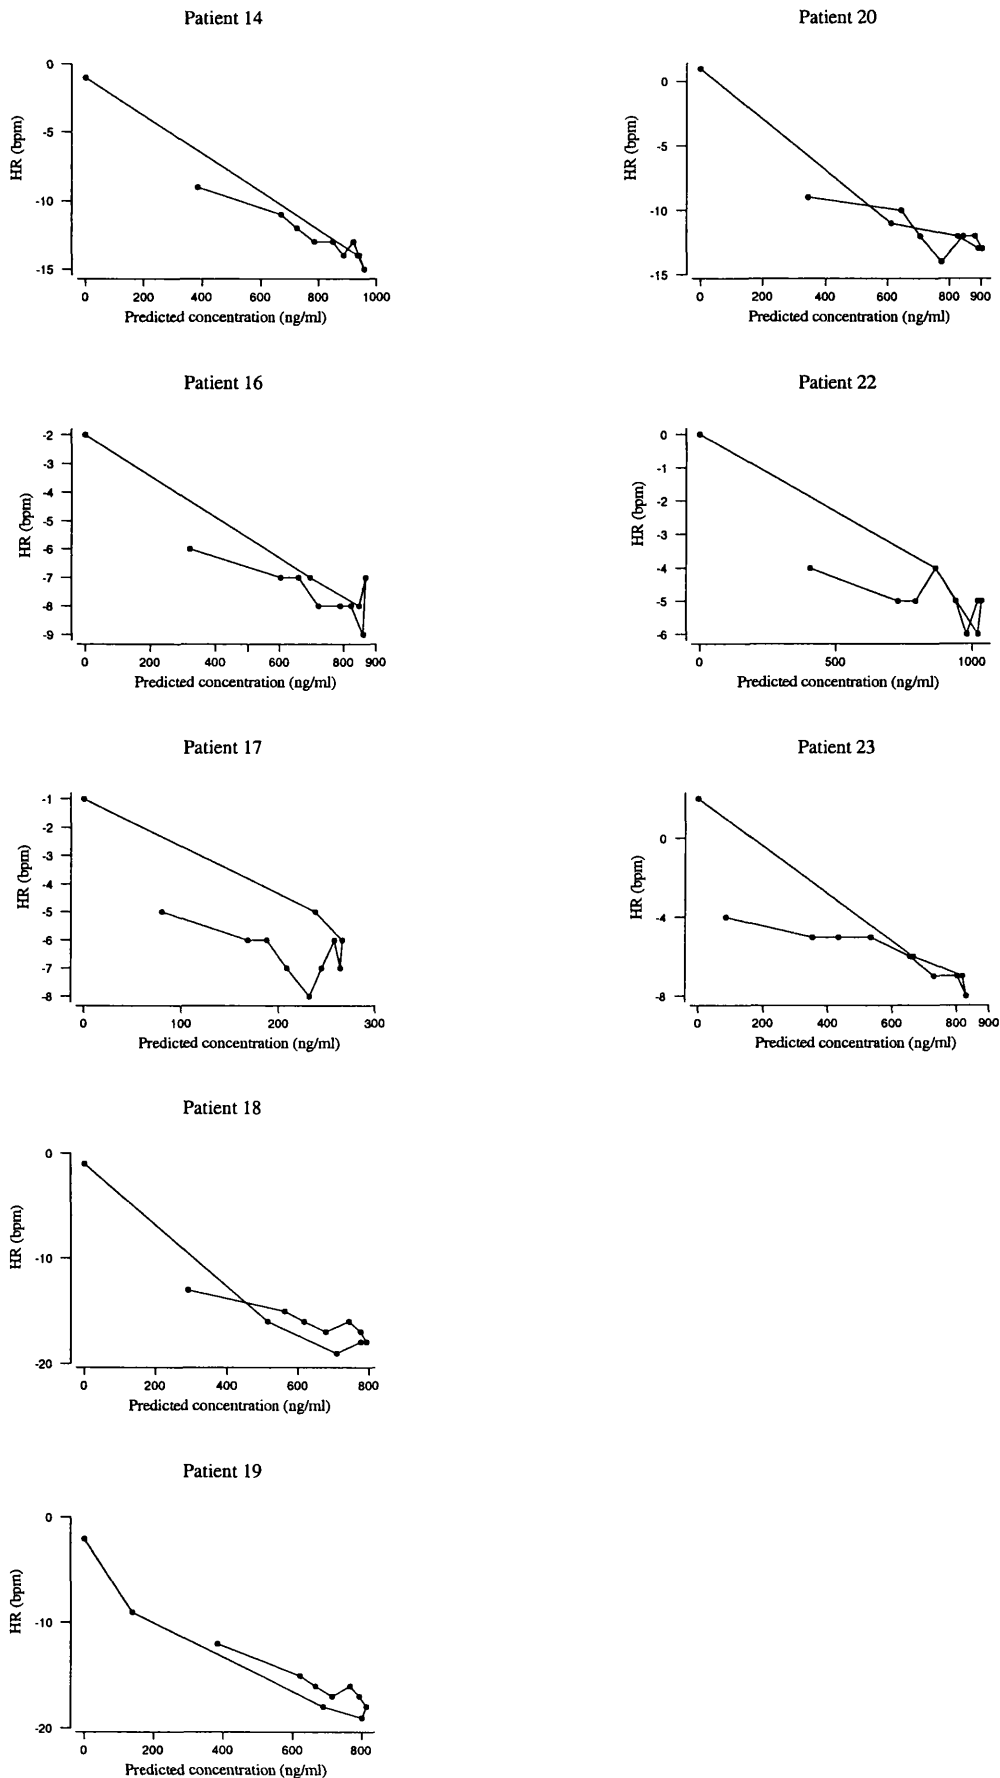 Patient 14
0
-5
-10
-15
HR (bpm)
0 200 400 600 800 1000
Predicted concentration (ng/ml)
Patient 20
0
-5
-10
-15
HR (bpm)
0 200 400 600 800 900
Predicted concentration (ng/ml)
Patient 16
-2
-3
-4
-5
-6
-7
-8
-9
HR (bpm)
0 200 400 600 800 900
Predicted concentration (ng/ml)
Patient 22
0
-1
-2
-3
-4
-5
-6
HR (bpm)
0 500 1000
Predicted concentration (ng/ml)
Patient 17
-1
-2
-3
-4
-5
-6
-7
-8
HR (bpm)
0 100 200 300
Predicted concentration (ng/ml)
Patient 23
0
-4
-8
HR (bpm)
0 200 400 600 800 900
Predicted concentration (ng/ml)
Patient 18
0
-10
-20
HR (bpm)
0 200 400 600 800
Predicted concentration (ng/ml)
Patient 19
0
-10
-20
HR (bpm)
0 200 400 600 800
Predicted concentration (ng/ml)